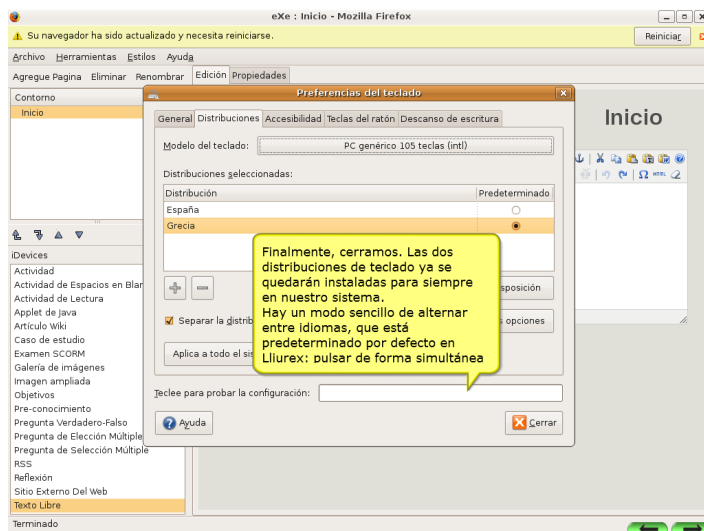 eXe : Inicio - Mozilla Firefox
Su navegador ha sido actualizado y necesita reiniciarse.
Reiniciar
Archivo Herramientas Estilos Ayuda
Agregue Pagina Eliminar Renombrar Edición Propiedades
Contorno
Inicio
iDevices
Actividad
Actividad de Espacios en Blan
Actividad de Lectura
Applet de Java
Artículo Wiki
Caso de estudio
Examen SCORM
Galería de imágenes
Imagen ampliada
Objetivos
Pre-conocimiento
Pregunta Verdadero-Falso
Pregunta de Elección Múltiple
Pregunta de Selección Múltiple
RSS
Reflexión
Sitio Externo Del Web
Texto Libre
Terminado
Preferencias del teclado
General Distribuciones Accesibilidad Teclas del ratón Descanso de escritura
Modelo del teclado: PC genérico 105 teclas (intl)
Distribuciones seleccionadas:
Distribución Predeterminado
España
Grecia
sposición
Separar la distrib
s opciones
Aplica a todo el sis
Teclee para probar la configuración:
Ayuda
Cerrar
Finalmente, cerramos. Las dos
distribuciones de teclado ya se
quedarán instaladas para siempre
en nuestro sistema.
Hay un modo sencillo de alternar
entre idiomas, que está
predeterminado por defecto en
Lliurex: pulsar de forma simultánea
Inicio
HTML